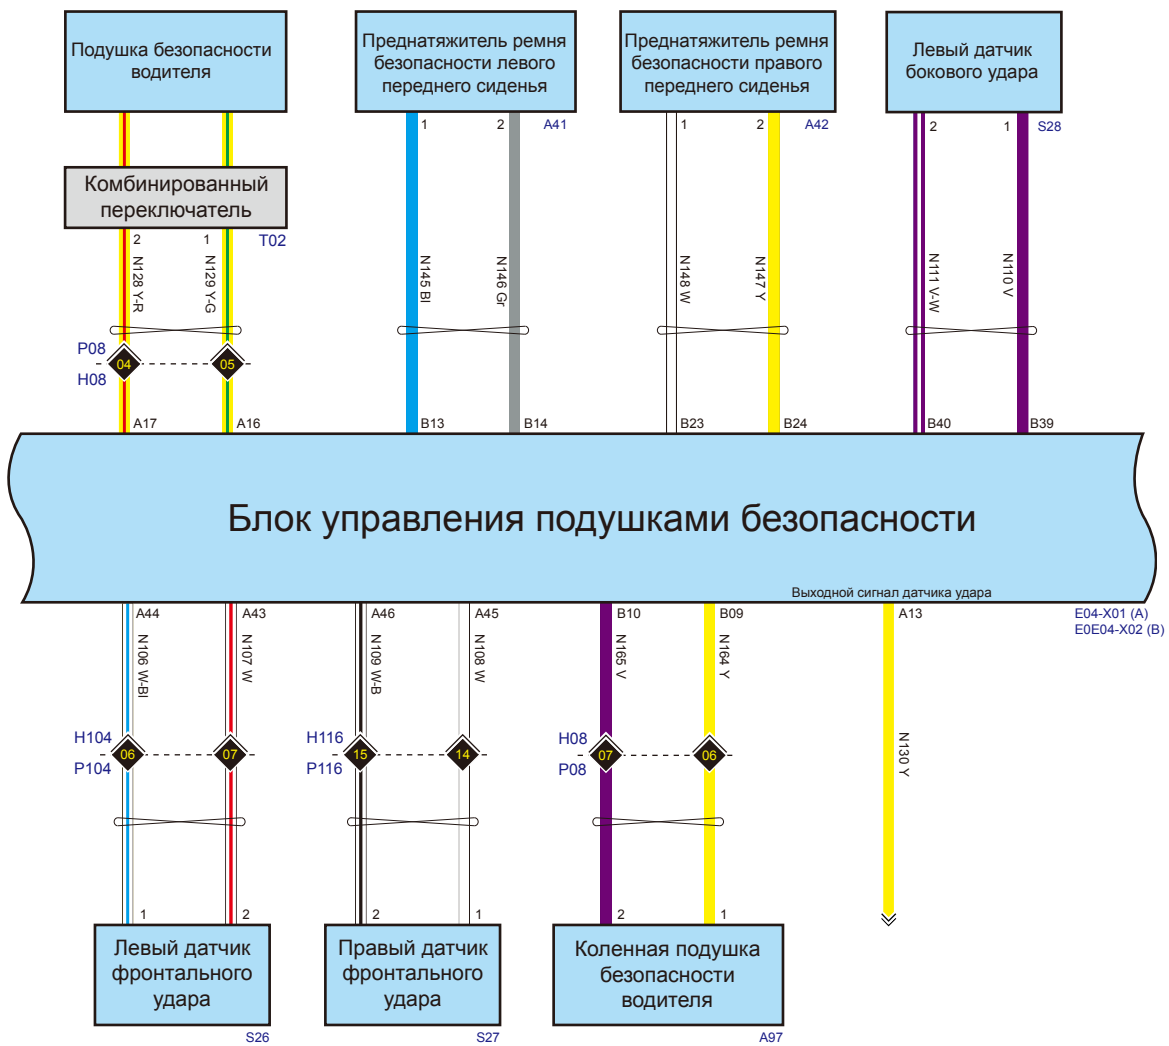 Подушка безопасности
водителя
Преднатяжитель ремня
безопасности левого
переднего сиденья
Преднатяжитель ремня
безопасности правого
переднего сиденья
Левый датчик
бокового удара
1
2
A41
1
2
A42
2
1
S28
Комбинированный
переключатель
2
1
T02
N128 Y-R
N129 Y-G
N145 Bl
N146 Gr
N148 W
N147 Y
N111 V-W
N110 V
P08
H08
04
05
A17
A16
B13
B14
B23
B24
B40
B39
Блок управления подушками безопасности
Выходной сигнал датчика удара
A44
A43
A46
A45
B10
B09
A13
E04-X01 (A)
E0E04-X02 (B)
N106 W-Bl
N107 W
N109 W-B
N108 W
N165 V
N164 Y
N130 Y
H104
P104
06
07
H116
P116
15
14
H08
P08
07
06
1
2
2
1
2
1
Левый датчик
фронтального
удара
S26
Правый датчик
фронтального
удара
S27
Коленная подушка
безопасности
водителя
A97